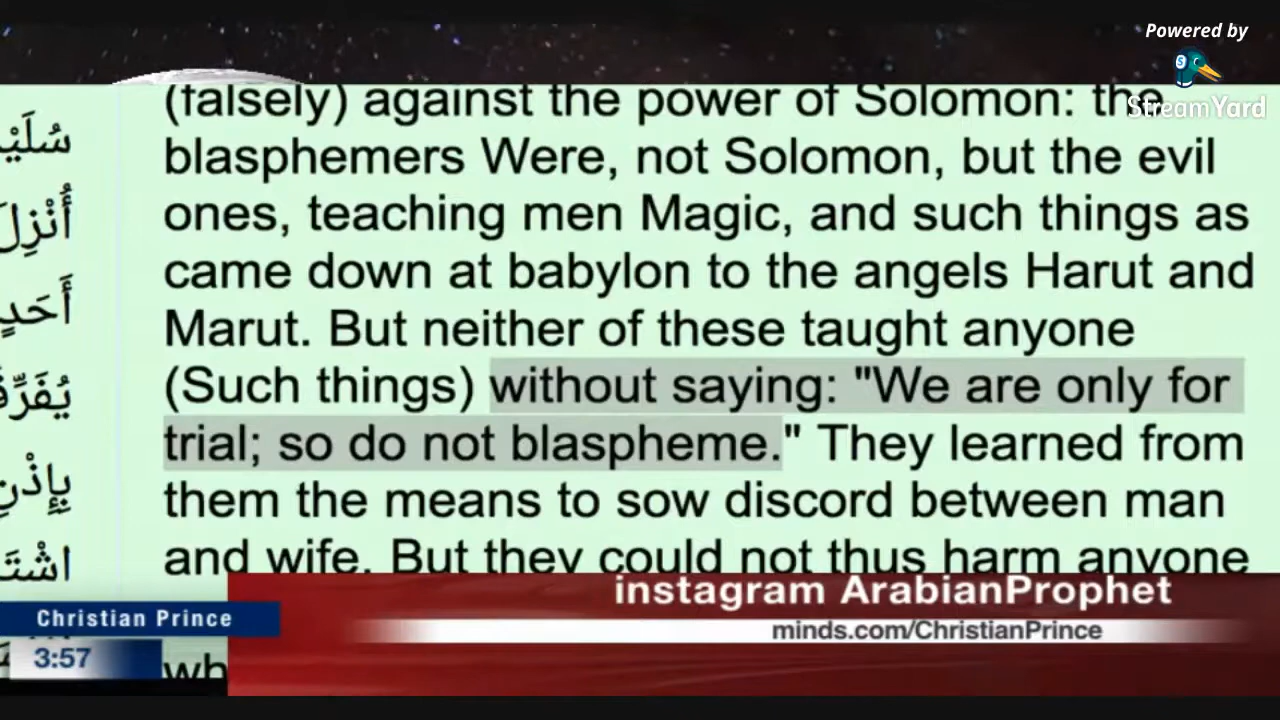 Powered by
StreamYard
(falsely) against the power of Solomon: the
blasphemers Were, not Solomon, but the evil
ones, teaching men Magic, and such things as
came down at babylon to the angels Harut and
Marut. But neither of these taught anyone
(Such things) without saying: "We are only for
trial; so do not blaspheme." They learned from
them the means to sow discord between man
and wife. But they could not thus harm anyone
أَحَدٍ
instagram ArabianProphet
minds.com/ChristianPrince
Christian Prince
3:57